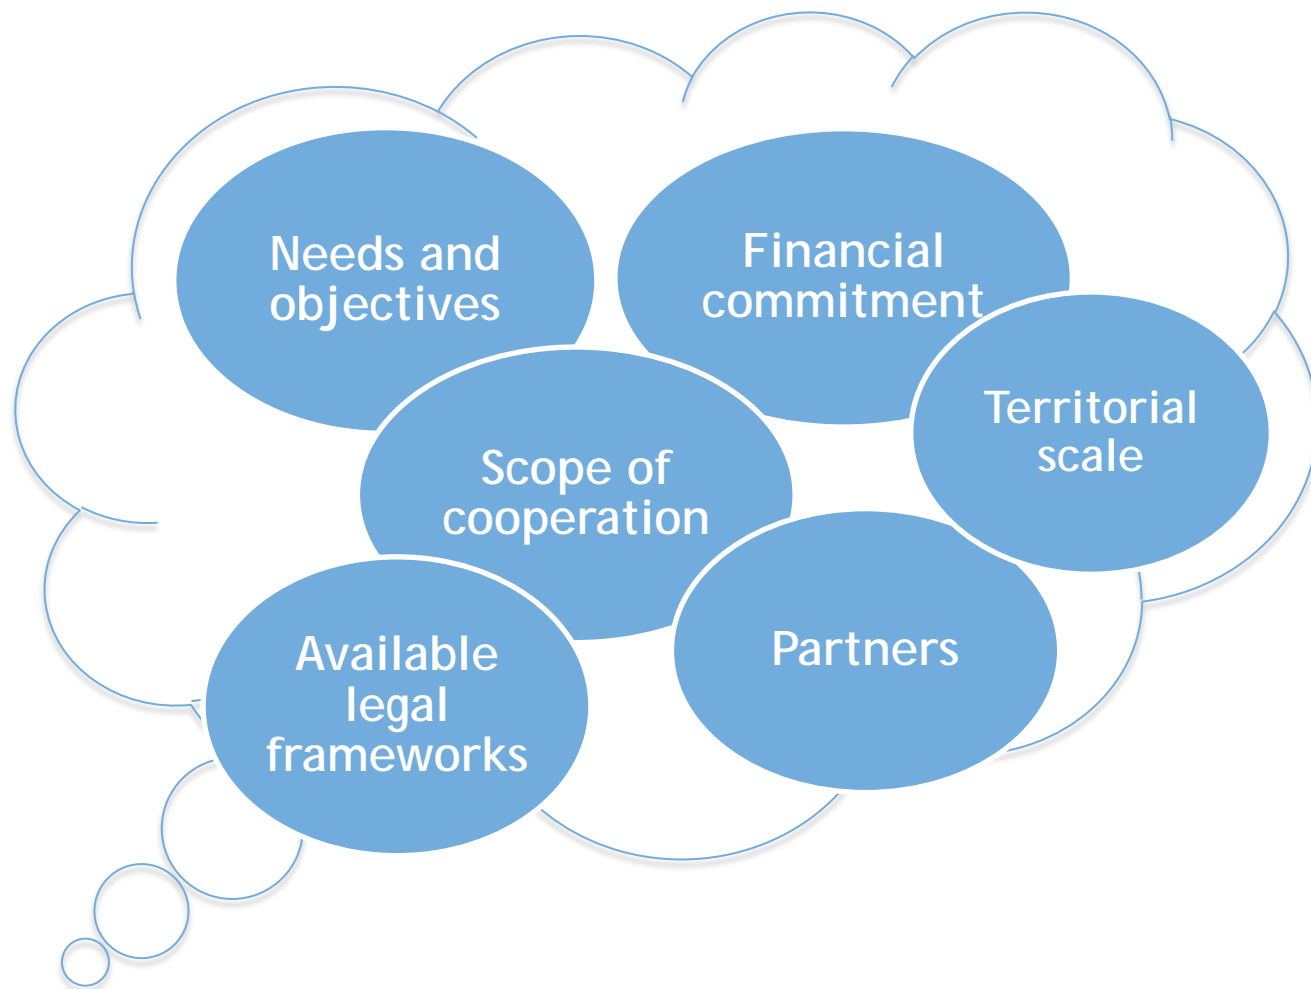 Needs and
objectives
Financial
commitment
Territorial
scale
Scope of
cooperation
Partners
Available
legal
frameworks